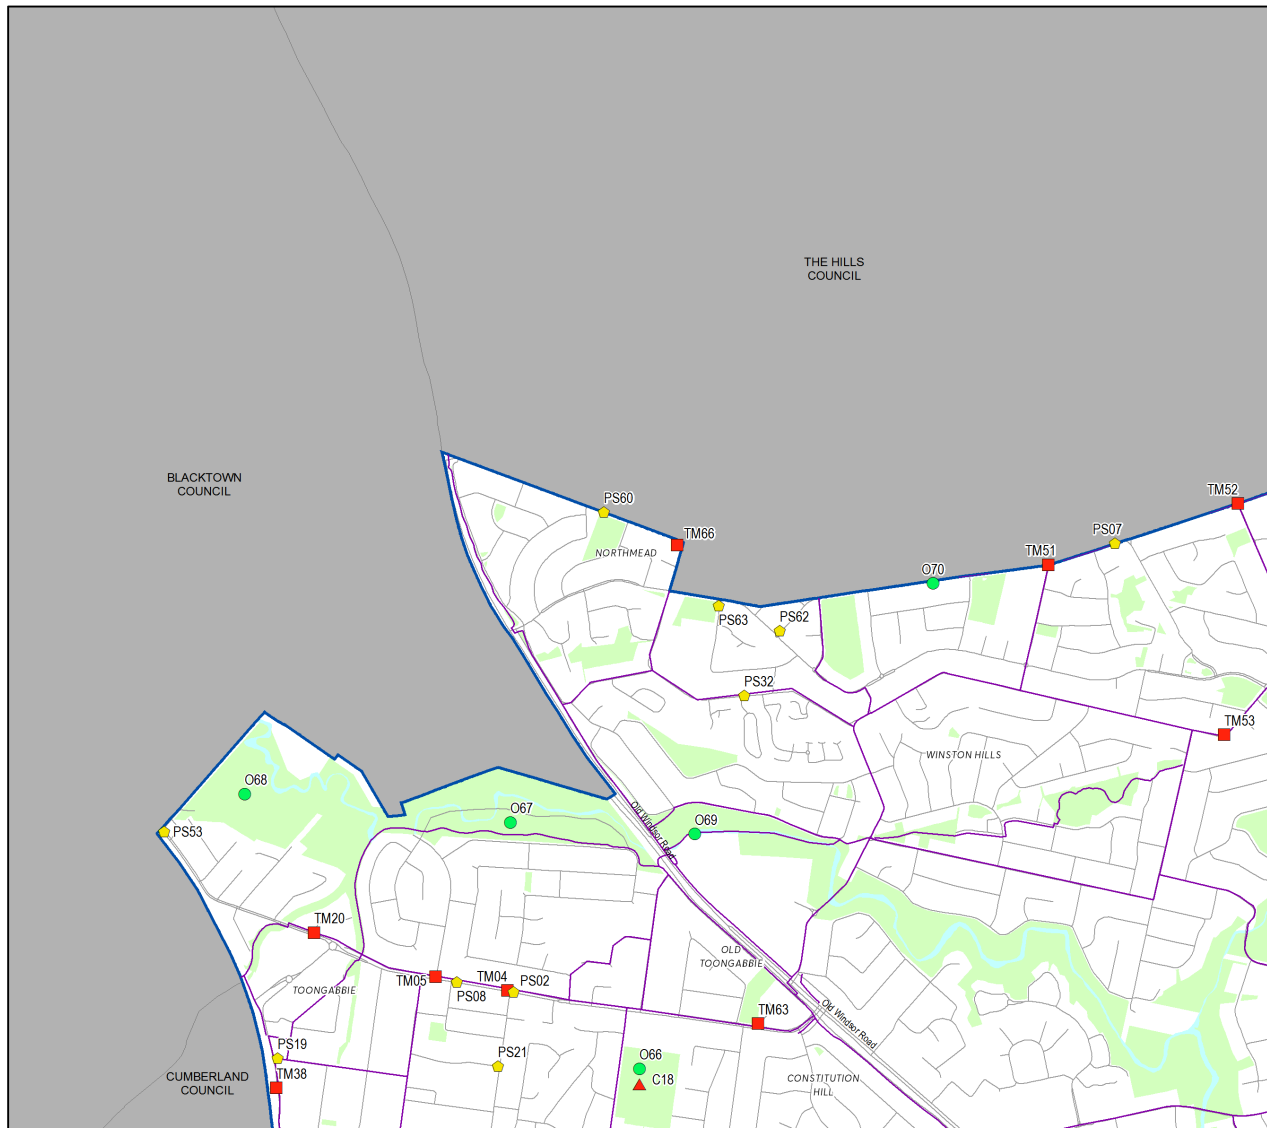 THE HILLS
COUNCIL
BLACKTOWN
COUNCIL
TM52
PS60
PS07
TM66
NORTHMEAD
TM51
O70
PS63
PS62
PS32
TM53
WINSTON HILLS
O68
O67
Old Windsor Road
O69
PS53
TM20
OLD
TOONGABBIE
TM05
TM04
PS02
TOONGABBIE
PS08
TM63
Old Windsor Road
PS19
PS21
O66
CUMBERLAND
COUNCIL
TM38
C18
CONSTITUTION
HILL